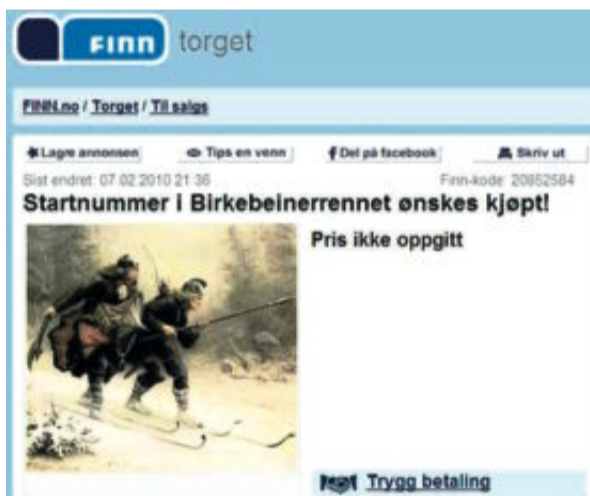 FINN torget
FINN.no / Torget / Til salgs
Lagre annonsen Tips en venn Del på facebook Skriv ut
Sist endret: 07.02.2010 21:36 Finn-kode: 20852584
Startnummer i Birkebeinerrennet ønskes kjøpt!
Pris ikke oppgitt
Trygg betaling